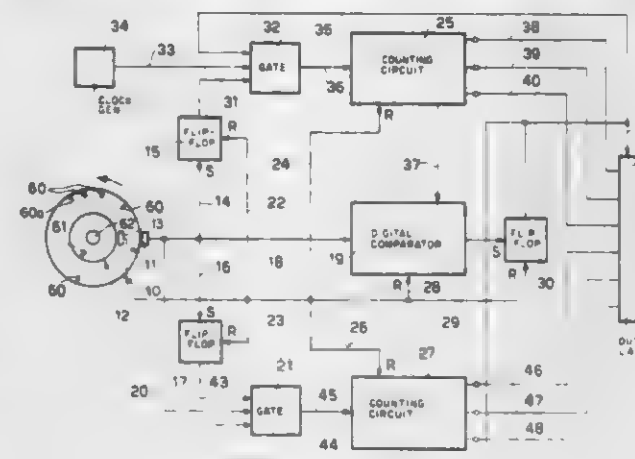 34
32
35
25
38
33
39
GATE
COUNTING
CIRCUIT
36
40
CLOCK
GEN
31
FLIP-
FLOP
R
R
15
S
24
37
60
14
22
60a
60
61
62
13
DIGITAL
COMPARATOR
FLIP
FLOP
11
16
18
19
S
R
28
R
30
60
10
12
S
23
26
29
FLIP
FLOP
R
R
27
17
43
21
46
20
45
GATE
COUNTING
CIRCUIT
47
44
48